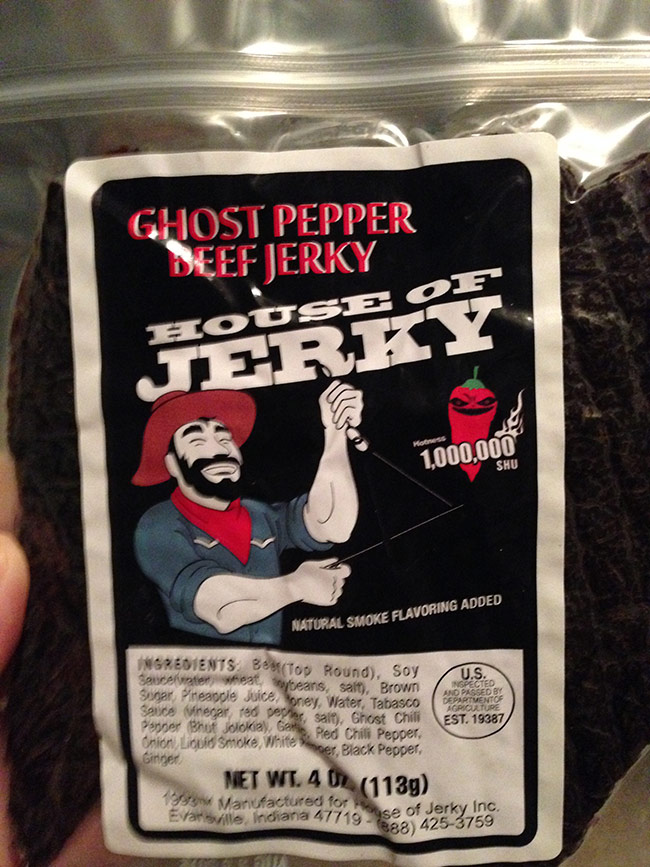 GHOST PEPPER
BEEF JERKY
HOUSE OF
JERKY
Hotness
1,000,000
SHU
NATURAL SMOKE FLAVORING ADDED
INGREDIENTS: Beef (Top Round), Soy
Sauce(water, wheat, soybeans, salt), Brown
Sugar, Pineapple Juice, Honey, Water, Tabasco
Sauce (Vinegar, red pepper, salt), Ghost Chili
Pepper (Bhut Jolokia), Red Chili Pepper,
Onion, Liquid Smoke, White Pepper, Black Pepper,
Ginger
U.S.
INSPECTED
AND PASSED BY
DEPARTMENT OF
AGRICULTURE
EST. 19387
NET WT. 4 OZ. (113g)
Manufactured for House of Jerky Inc.
Evansville, Indiana 47719 - (888) 425-3759